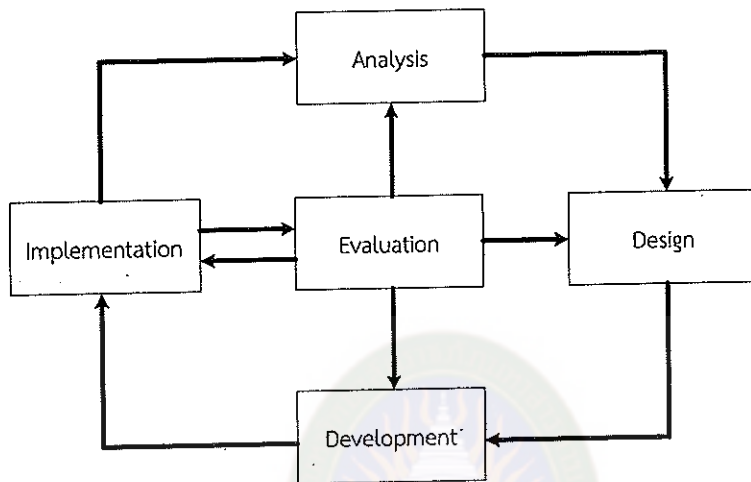 Analysis
Implementation
Evaluation
Design
Development